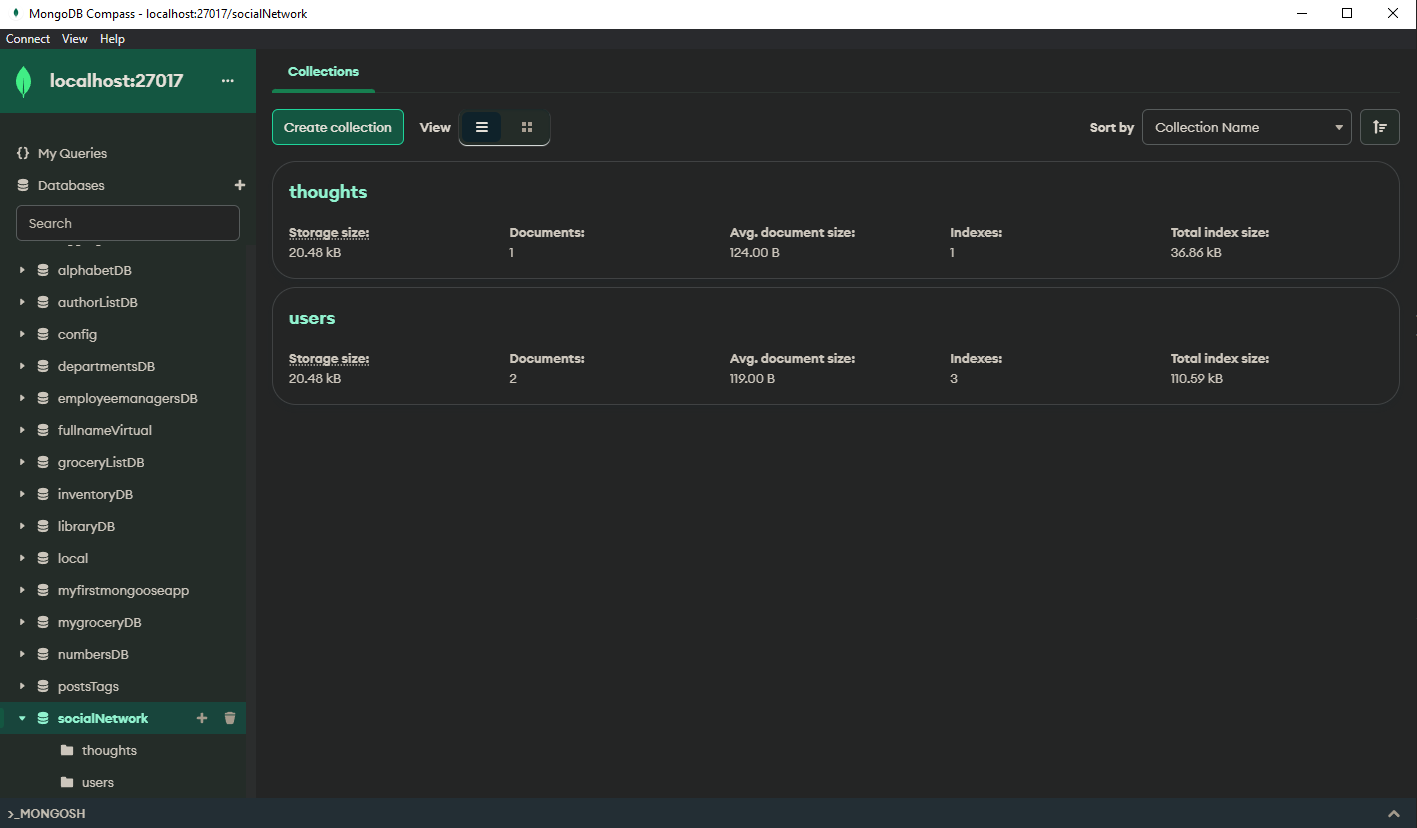 MongoDB Compass - localhost:27017/socialNetwork
Connect View Help
localhost:27017 ...
{} My Queries
Databases +
Search
alphabetDB
authorListDB
config
departmentsDB
employeemanagersDB
fullnameVirtual
groceryListDB
inventoryDB
libraryDB
local
myfirstmongooseapp
mygroceryDB
numbersDB
postsTags
socialNetwork +
thoughts
users
Collections
Create collection View Sort by Collection Name
thoughts
Storage size: Documents: Avg. document size: Indexes: Total index size:
20.48 kB 1 124.00 B 1 36.86 kB
users
Storage size: Documents: Avg. document size: Indexes: Total index size:
20.48 kB 2 119.00 B 3 110.59 kB
>_MONGOSH